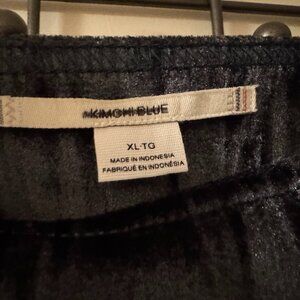 KIMCHI BLUE
XL·TG
MADE IN INDONESIA
FABRIQUÉ EN INDONÉSIA